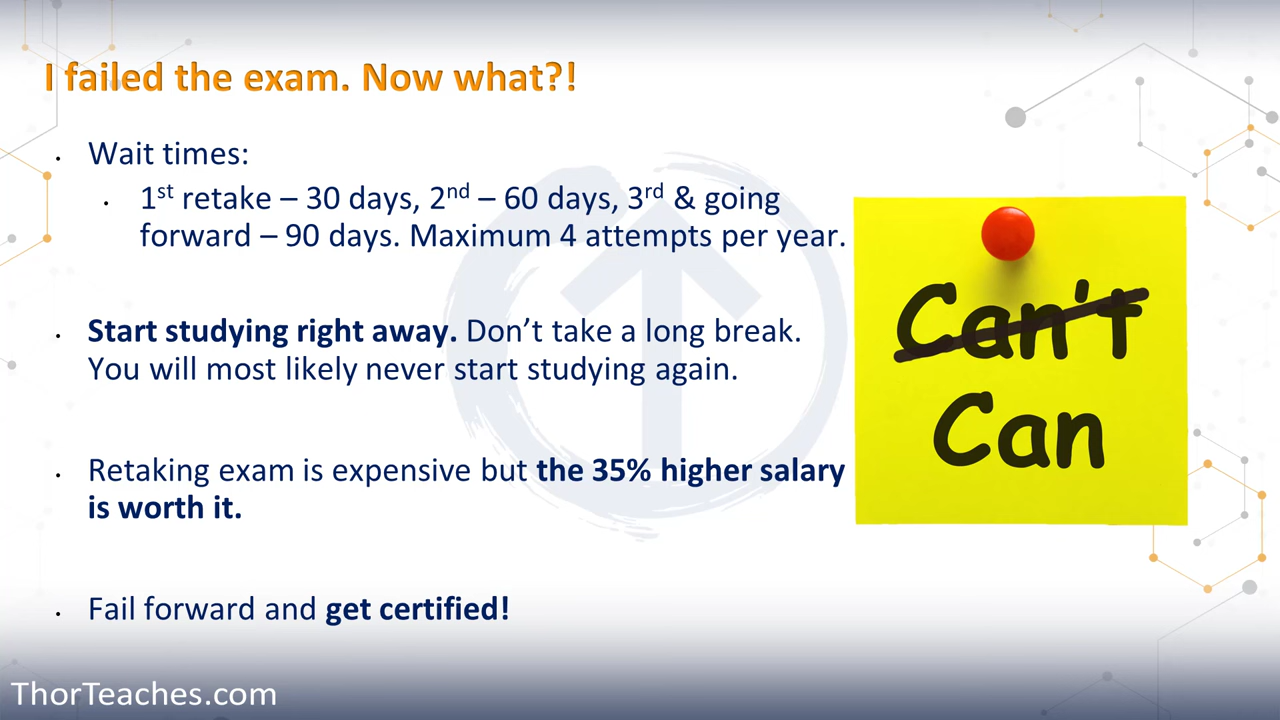 I failed the exam. Now what?!
• Wait times:
• 1st retake – 30 days, 2nd – 60 days, 3rd & going
forward – 90 days. Maximum 4 attempts per year.
• Start studying right away. Don’t take a long break.
You will most likely never start studying again.
• Retaking exam is expensive but the 35% higher salary
is worth it.
• Fail forward and get certified!
Can't
Can
ThorTeaches.com